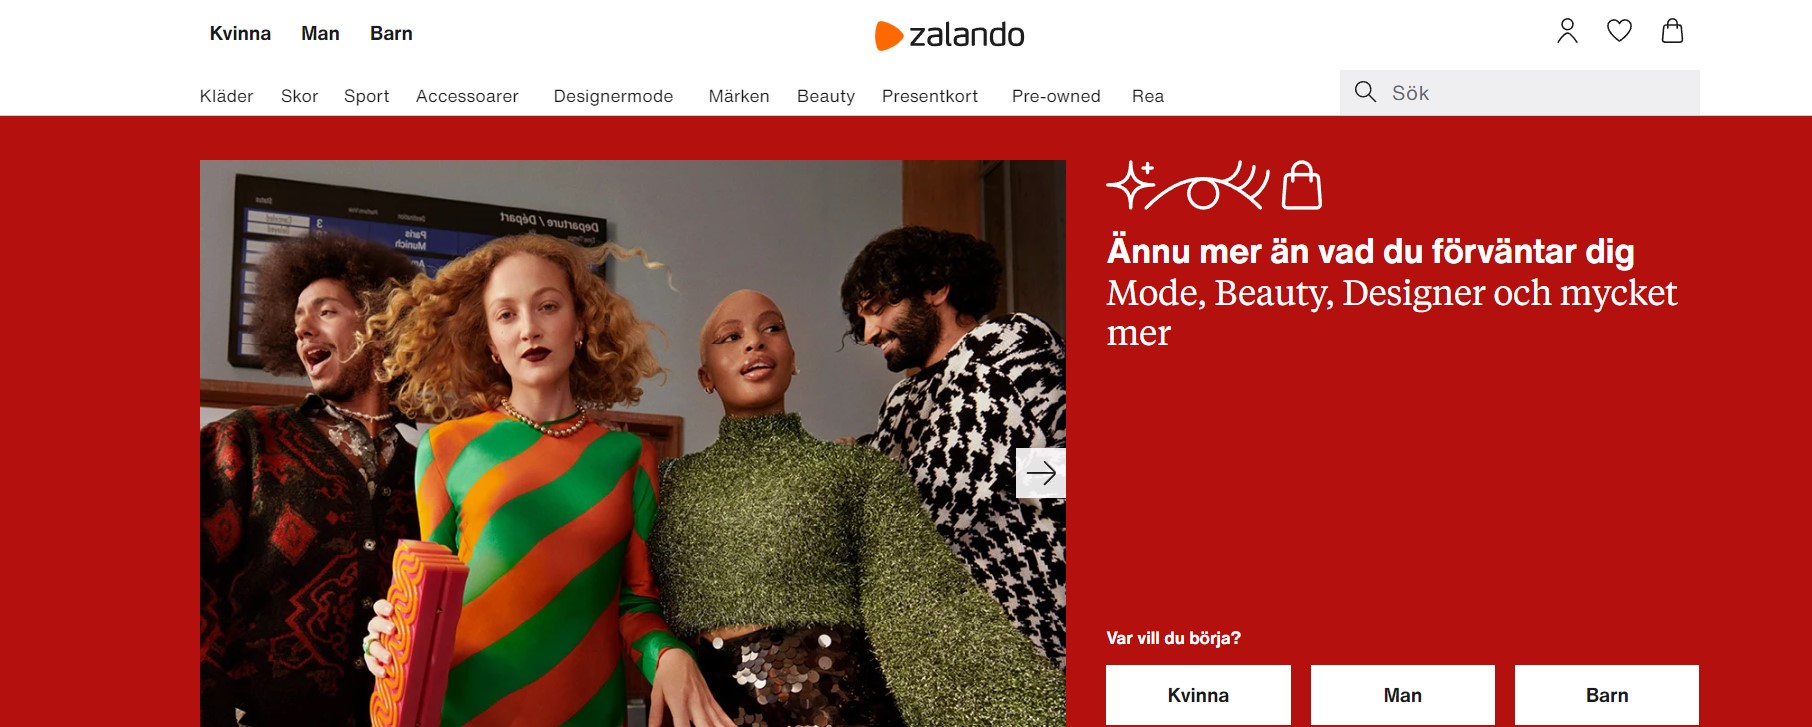 Kvinna Man Barn
zalando
Kläder Skor Sport Accessoarer Designermode Märken Beauty Presentkort Pre-owned Rea
Sök
Departure / Départ
Destination
Paris
3
Munich
Ännu mer än vad du förväntar dig
Mode, Beauty, Designer och mycket
mer
Var vill du börja?
Kvinna Man Barn